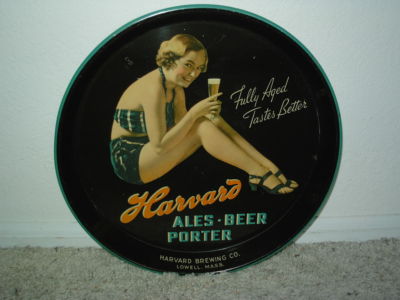 Fully Aged
Tastes Better
Harvard
ALES · BEER
PORTER
HARVARD BREWING CO.
LOWELL, MASS.